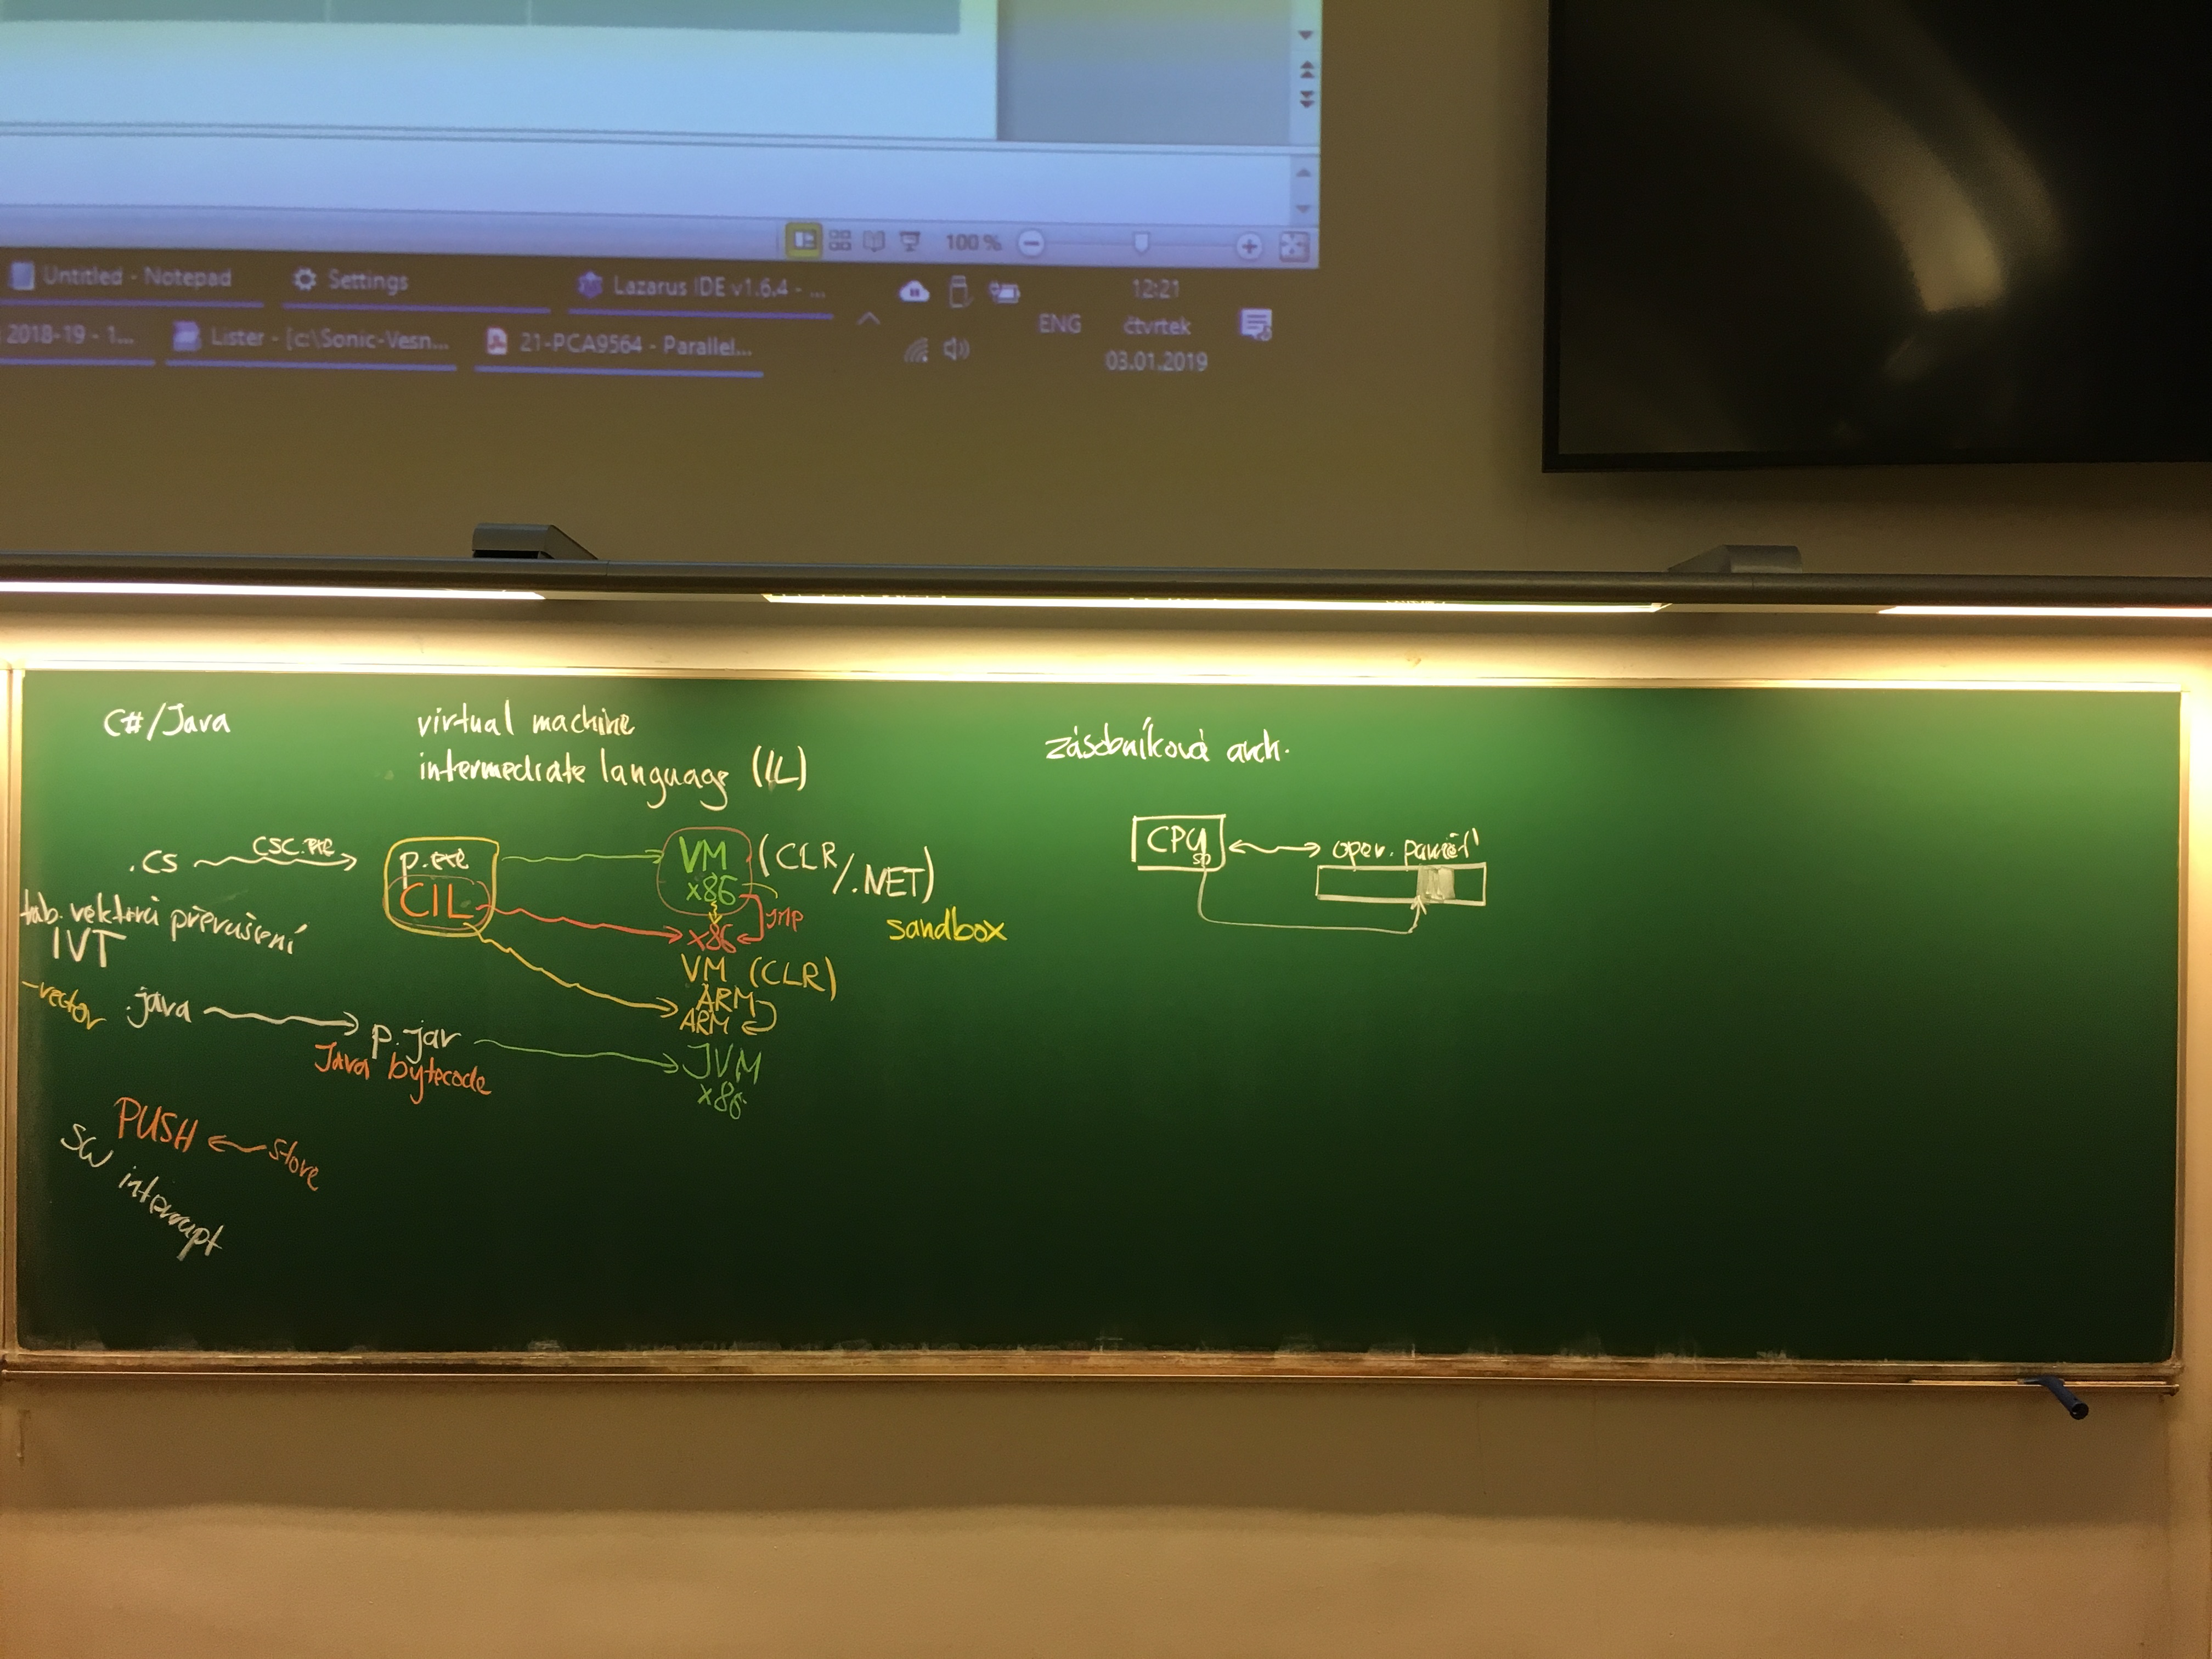 100 %
Untitled - Notepad
Settings
Lazarus IDE v1.6.4 - ...
12:21
ENG
čtvrtek
2018-19 - 1...
Lister - [c:\Sonic-Vesn...
21-PCA9564 - Parallel...
03.01.2019
C#/Java
virtual machine
intermediate language (IL)
zásobníková arch.
.cs
csc.exe
p.exe
CIL
VM
x86
(CLR/.NET)
JMP
x86
sandbox
CPU
SP
oper. paměť
tab. vektorů přerušení
IVT
-vector
VM (CLR)
ARM
ARM
.java
p.jar
Java bytecode
JVM
x86
PUSH
store
SW interrupt